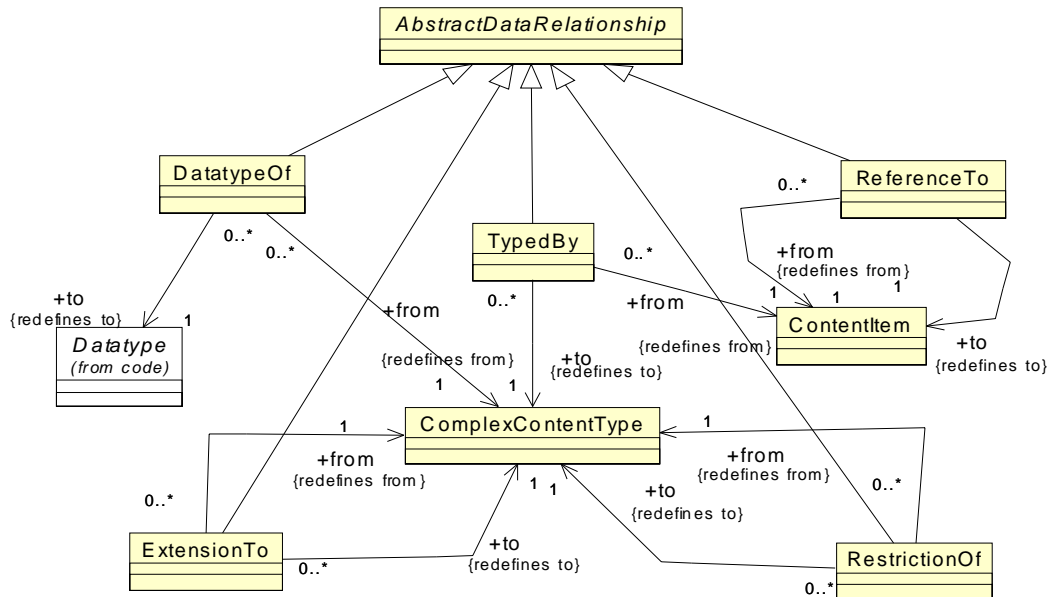 AbstractDataRelationship
DatatypeOf
ReferenceTo
0..*
TypedBy
0..*
0..*
0..*
0..*
+from
{redefines from}
+to
{redefines to}
1
+from
+from
1
1
1
ContentItem
Datatype
(from code)
{redefines from}
{redefines from}
+to
{redefines to}
+to
{redefines to}
1
1
ComplexContentType
1
1
+from
{redefines from}
+from
{redefines from}
1
1
+to
{redefines to}
0..*
0..*
+to
{redefines to}
ExtensionTo
0..*
RestrictionOf
0..*